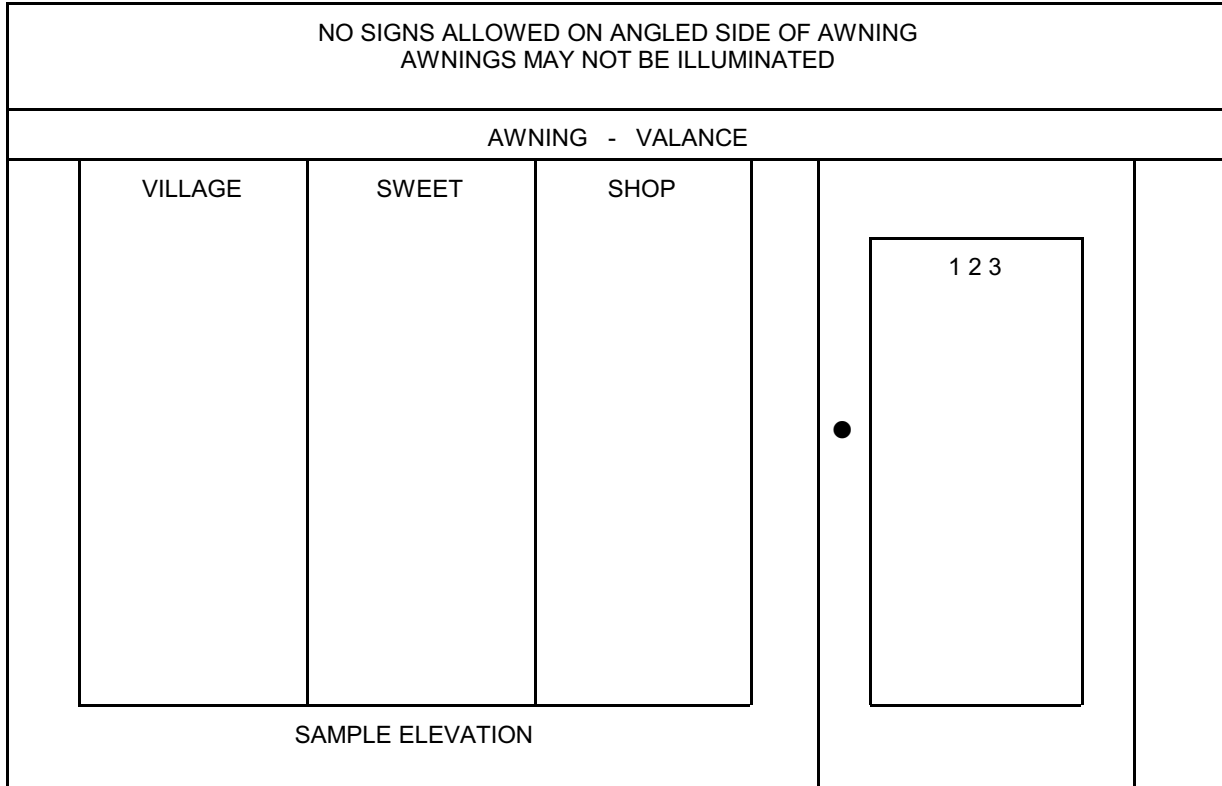 NO SIGNS ALLOWED ON ANGLED SIDE OF AWNING
AWNINGS MAY NOT BE ILLUMINATED
AWNING - VALANCE
VILLAGE SWEET SHOP
1 2 3
SAMPLE ELEVATION